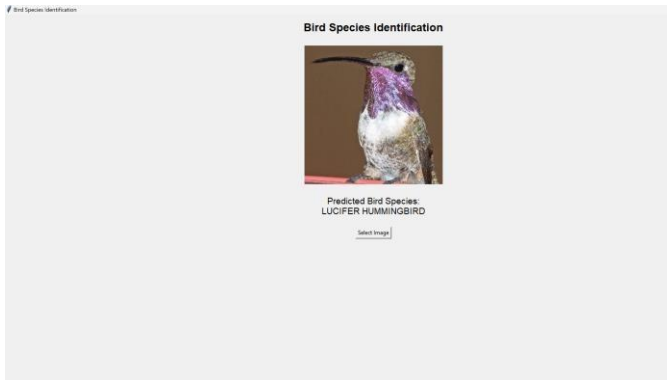 Bird Species Identification
Bird Species Identification
Predicted Bird Species:
LUCIFER HUMMINGBIRD
Select Image